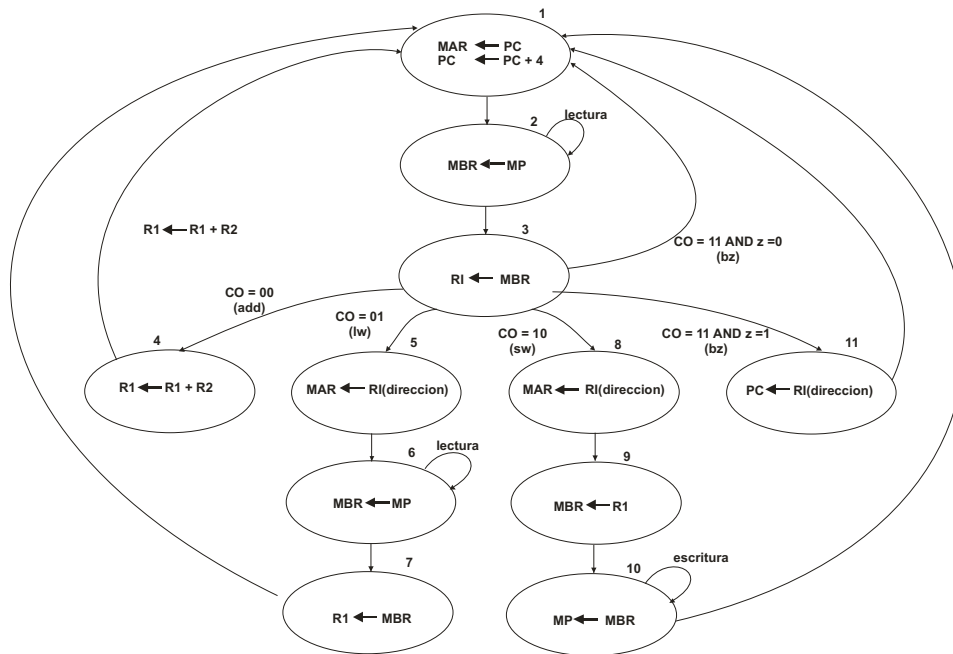 1
MAR ← PC
PC ← PC + 4
2
lectura
MBR ← MP
3
RI ← MBR
R1 ← R1 + R2
CO = 11 AND z =0
(bz)
CO = 00
(add)
CO = 01
(lw)
CO = 10
(sw)
CO = 11 AND z =1
(bz)
4
R1 ← R1 + R2
5
MAR ← RI(direccion)
8
MAR ← RI(direccion)
11
PC ← RI(direccion)
6
lectura
MBR ← MP
9
MBR ← R1
7
R1 ← MBR
10
escritura
MP ← MBR